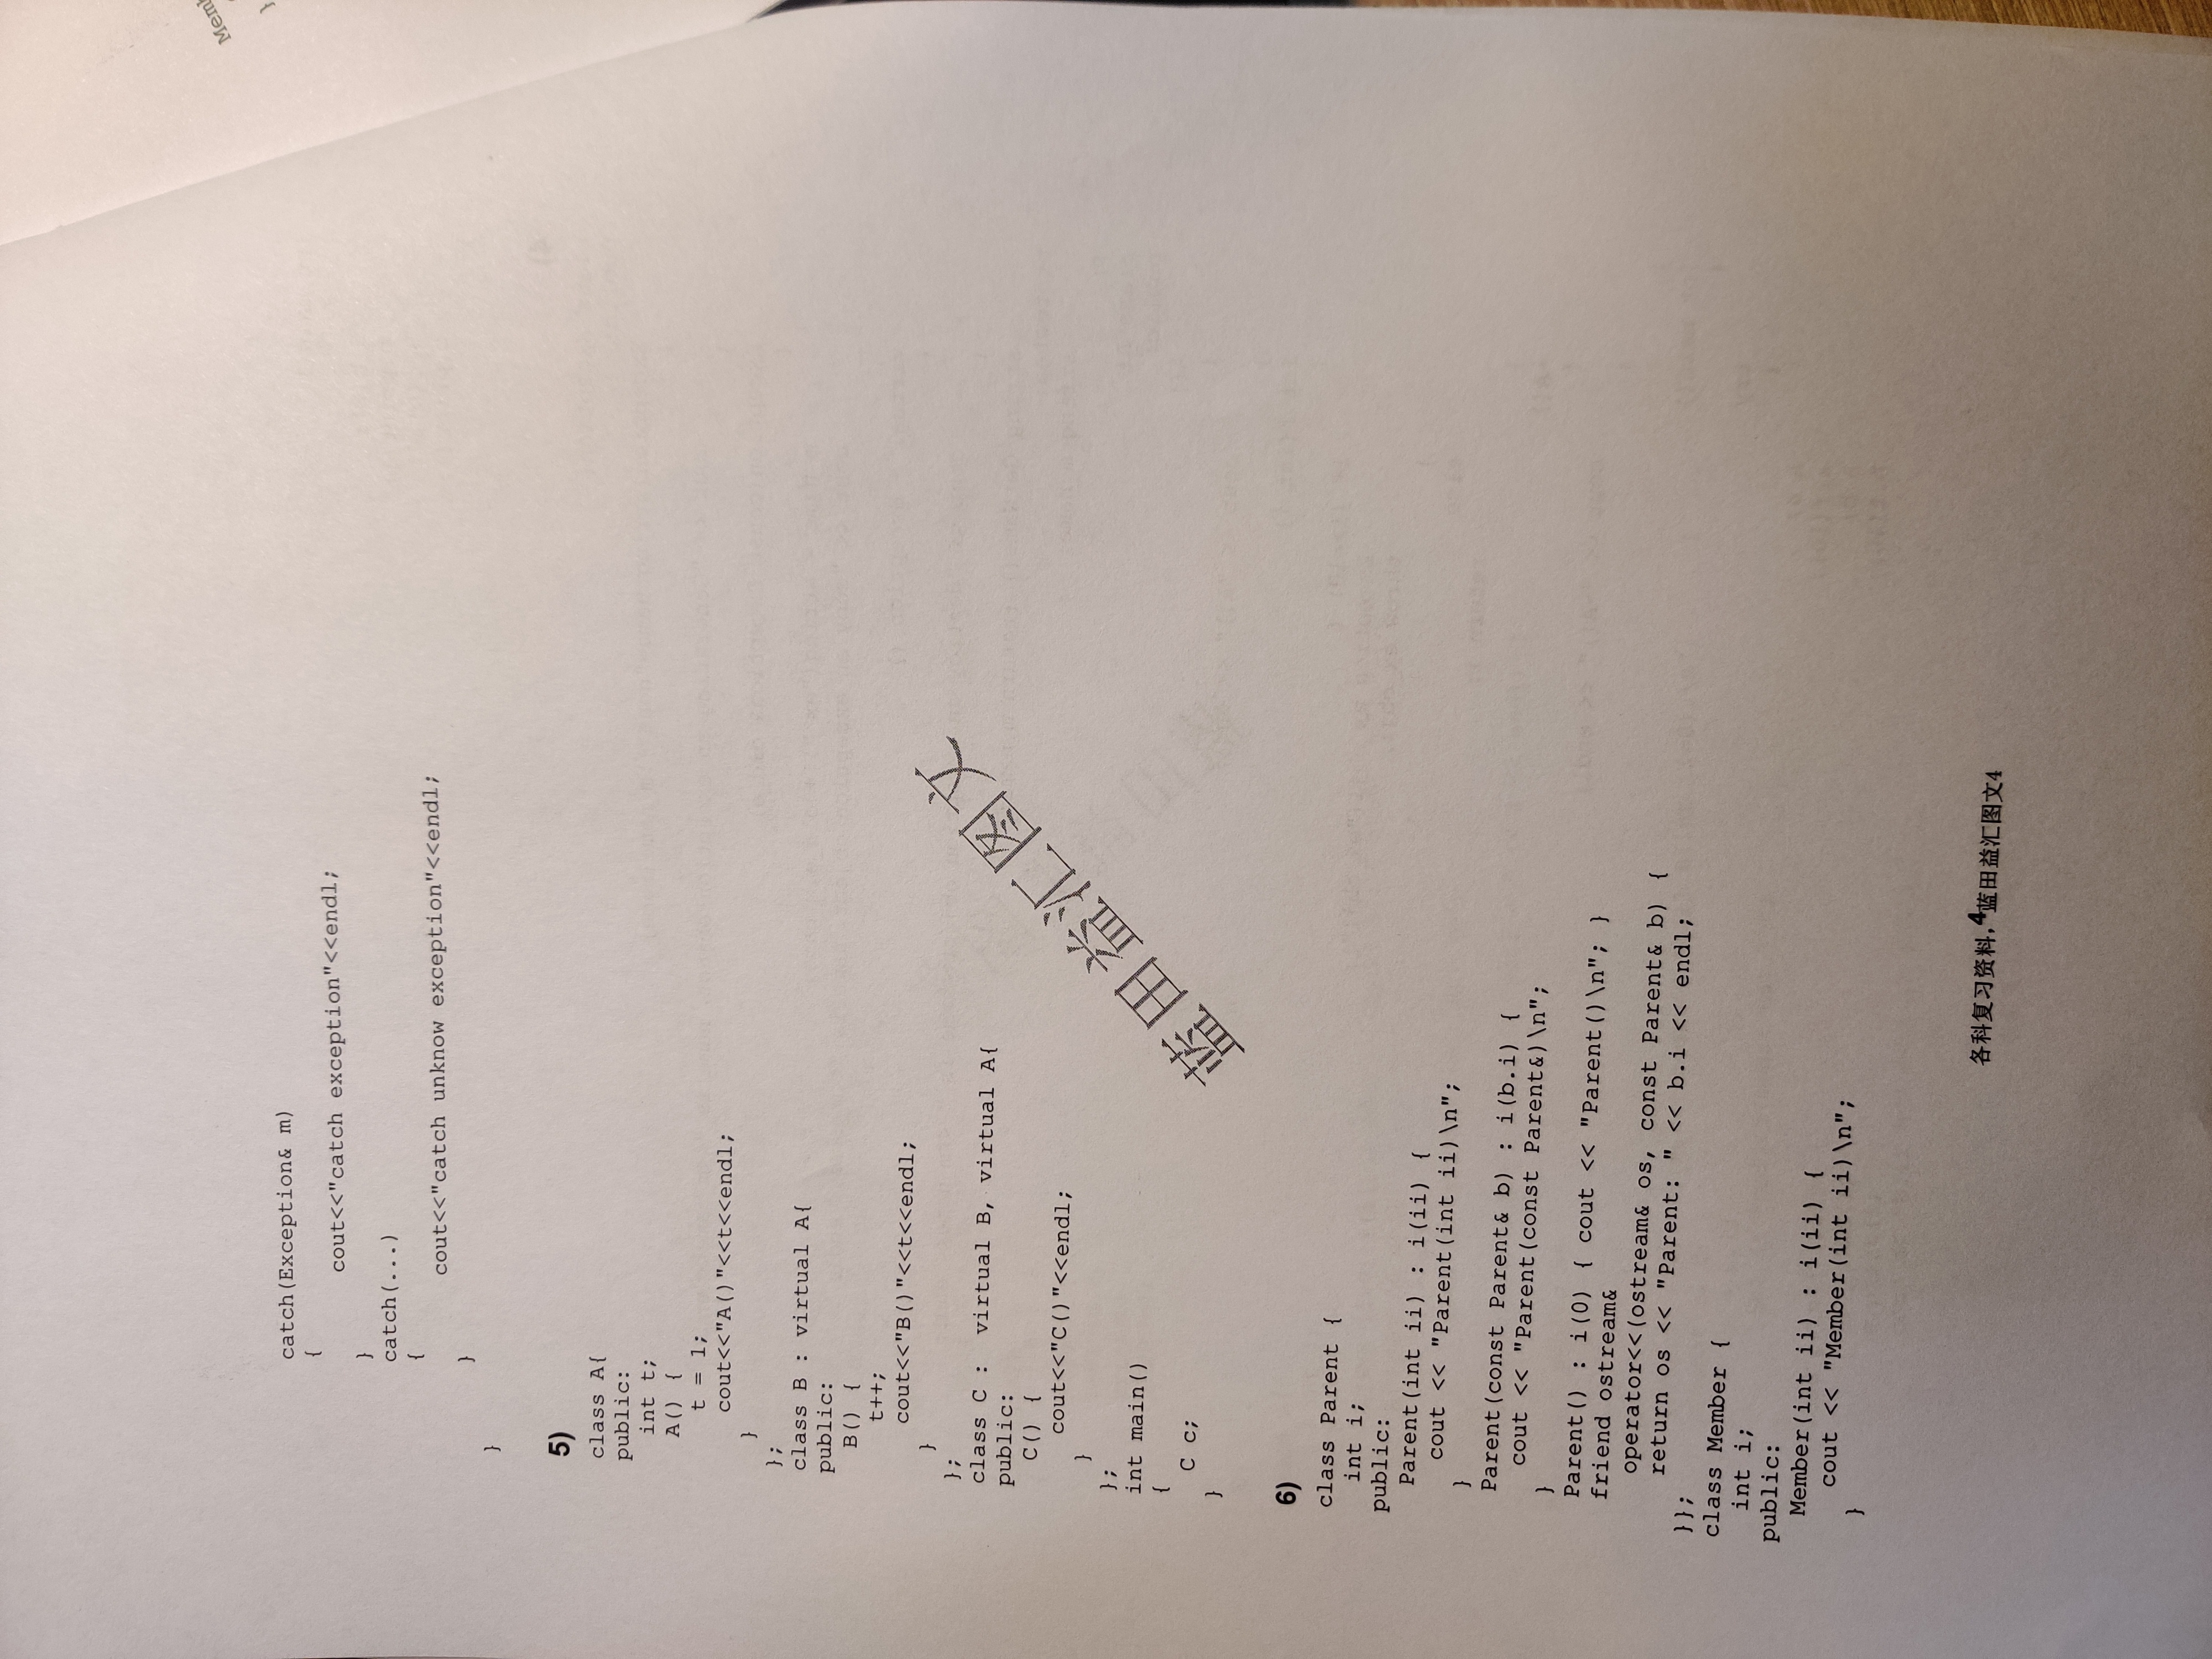 catch(Exception& m)
{
cout<<"catch exception"<<endl;
}
catch(...)
{
cout<<"catch unknow exception"<<endl;
}
}
5)
class A{
public:
int t;
A() {
t = 1;
cout<<"A()"<<t<<endl;
}
};
class B : virtual A{
public:
B() {
t++;
cout<<"B()"<<t<<endl;
}
};
class C : virtual B, virtual A{
public:
C() {
cout<<"C()"<<endl;
}
};
int main()
{
C c;
}
6)
class Parent {
int i;
public:
Parent(int ii) : i(ii) {
cout << "Parent(int ii)\n";
}
Parent(const Parent& b) : i(b.i) {
cout << "Parent(const Parent&)\n";
}
Parent() : i(0) { cout << "Parent()\n"; }
friend ostream&
operator<<(ostream& os, const Parent& b) {
return os << "Parent: " << b.i << endl;
}};
class Member {
int i;
public:
Member(int ii) : i(ii) {
cout << "Member(int ii)\n";
}
蓝田益汇图文
各科复习资料,4蓝田益汇图文4
}